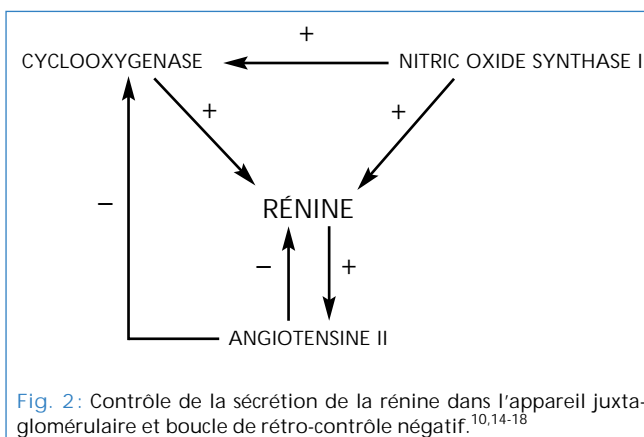 +
CYCLOOXYGENASE NITRIC OXIDE SYNTHASE I
+ +
RÉNINE
–
– +
ANGIOTENSINE II
Fig. 2: Contrôle de la sécrétion de la rénine dans l'appareil juxta-
glomérulaire et boucle de rétro-contrôle négatif.10,14-18